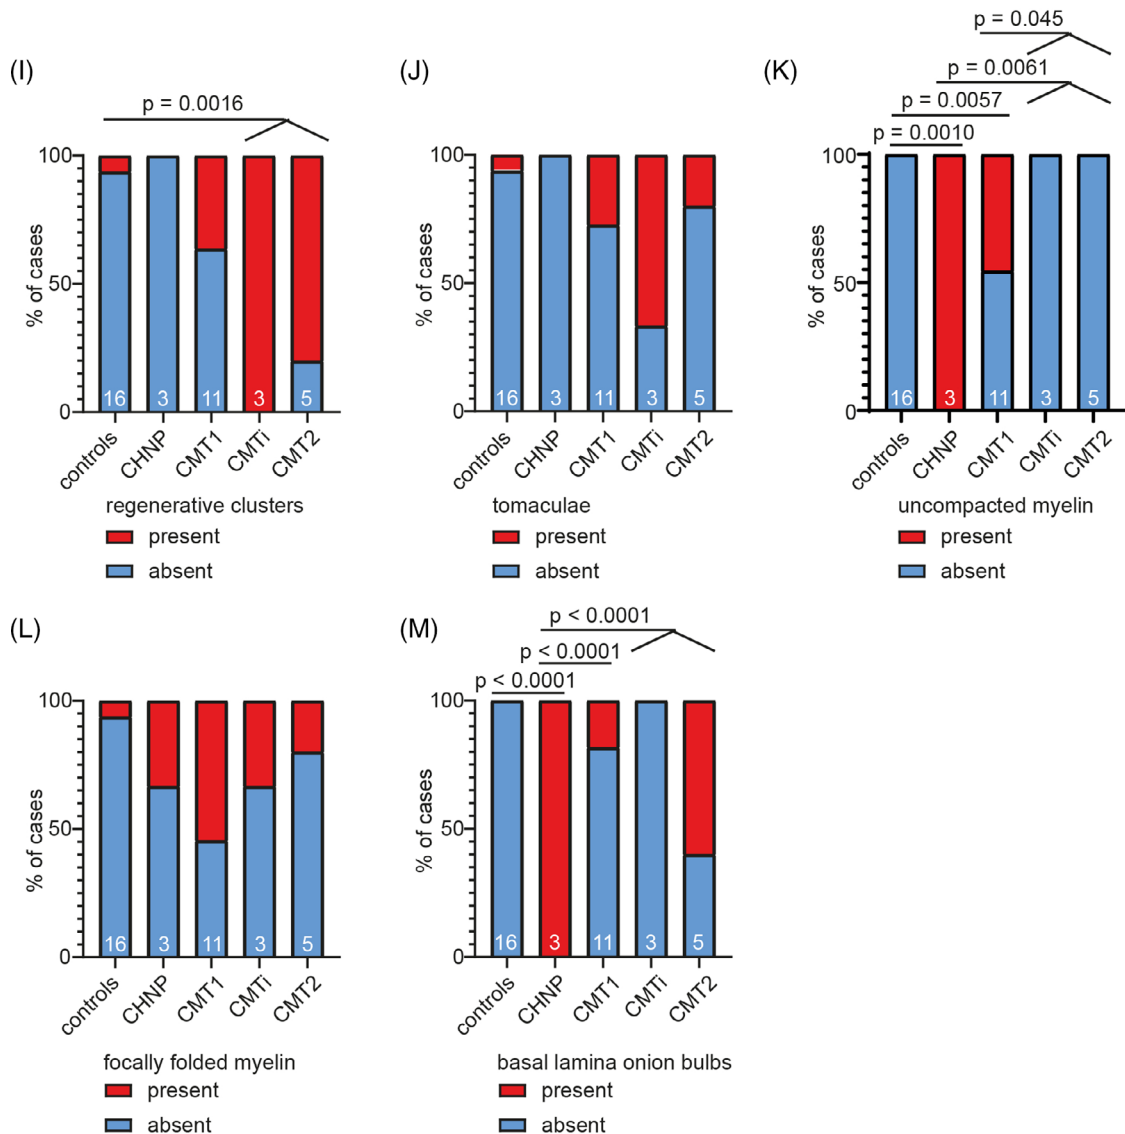 (I)
p = 0.0016
100
50
0
% of cases
16
3
11
3
5
controls
CHNP
CMT1
CMTi
CMT2
regenerative clusters
present
absent
(J)
100
50
0
% of cases
16
3
11
3
5
controls
CHNP
CMT1
CMTi
CMT2
tomaculae
present
absent
(K)
p = 0.045
p = 0.0061
p = 0.0057
p = 0.0010
100
50
0
% of cases
16
3
11
3
5
controls
CHNP
CMT1
CMTi
CMT2
uncompacted myelin
present
absent
(L)
100
50
0
% of cases
16
3
11
3
5
controls
CHNP
CMT1
CMTi
CMT2
focally folded myelin
present
absent
(M)
p < 0.0001
p < 0.0001
p < 0.0001
100
50
0
% of cases
16
3
11
3
5
controls
CHNP
CMT1
CMTi
CMT2
basal lamina onion bulbs
present
absent